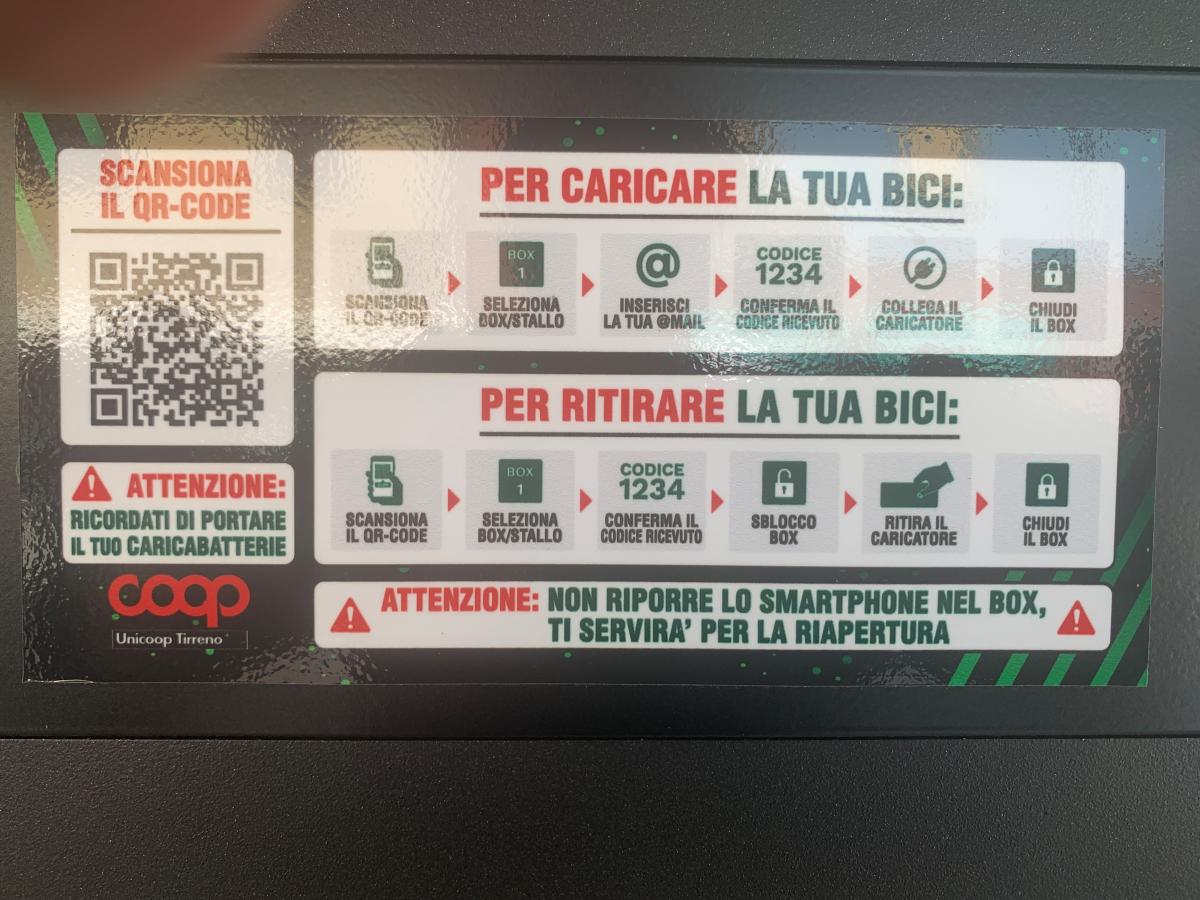 SCANSIONA
IL QR-CODE
ATTENZIONE:
RICORDATI DI PORTARE
IL TUO CARICABATTERIE
coop
Unicoop Tirreno
PER CARICARE LA TUA BICI:
SCANSIONA
IL QR-CODE
BOX
1
SELEZIONA
BOX/STALLO
@
INSERISCI
LA TUA @MAIL
CODICE
1234
CONFERMA IL
CODICE RICEVUTO
COLLEGA IL
CARICATORE
CHIUDI
IL BOX
PER RITIRARE LA TUA BICI:
SCANSIONA
IL QR-CODE
BOX
1
SELEZIONA
BOX/STALLO
CODICE
1234
CONFERMA IL
CODICE RICEVUTO
SBLOCCO
BOX
RITIRA IL
CARICATORE
CHIUDI
IL BOX
ATTENZIONE: NON RIPORRE LO SMARTPHONE NEL BOX,
TI SERVIRA' PER LA RIAPERTURA